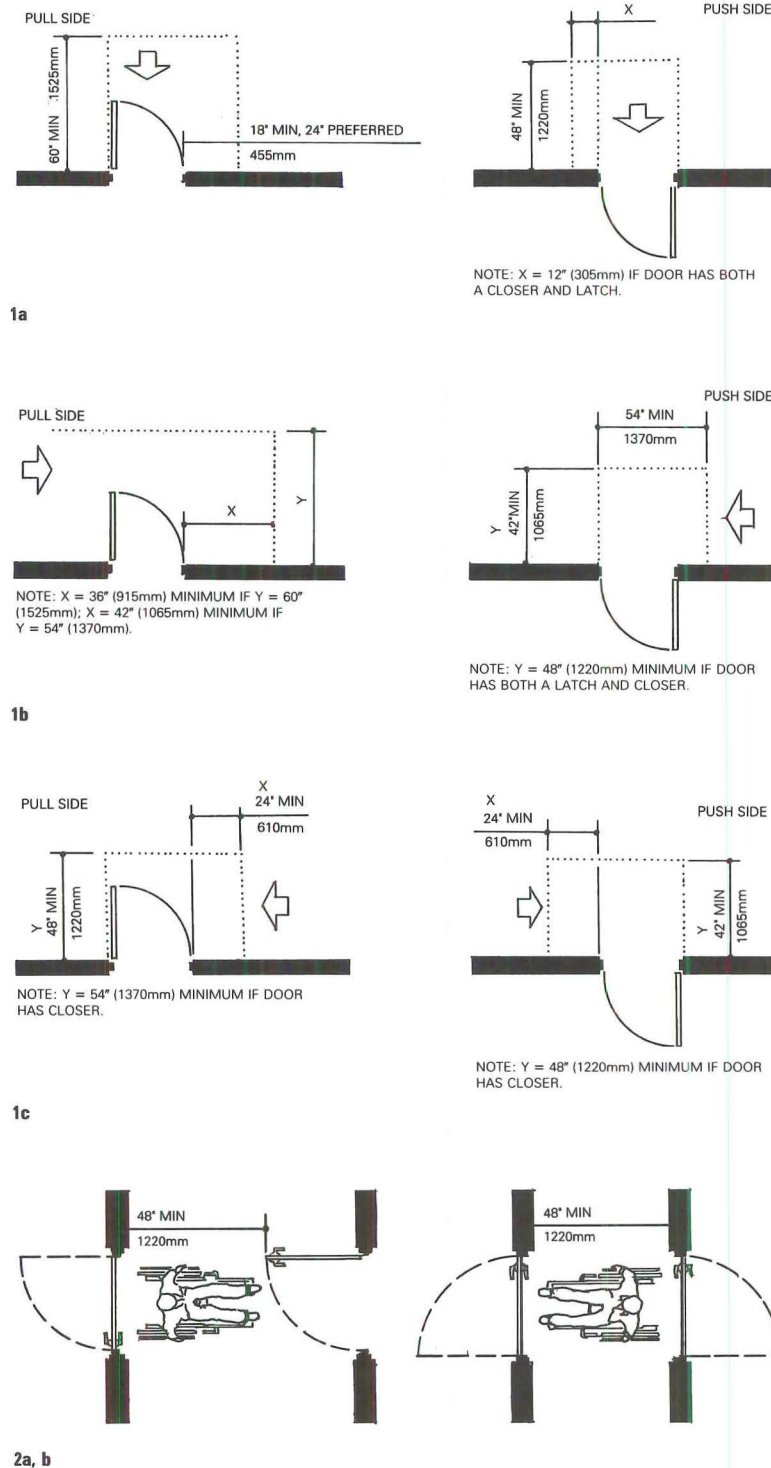 PULL SIDE
60" MIN 1525mm
18" MIN, 24" PREFERRED
455mm
X
PUSH SIDE
48" MIN
1220mm
NOTE: X = 12" (305mm) IF DOOR HAS BOTH
A CLOSER AND LATCH.
1a
PULL SIDE
X
Y
NOTE: X = 36" (915mm) MINIMUM IF Y = 60"
(1525mm); X = 42" (1065mm) MINIMUM IF
Y = 54" (1370mm).
PUSH SIDE
54" MIN
1370mm
Y
42" MIN
1065mm
NOTE: Y = 48" (1220mm) MINIMUM IF DOOR
HAS BOTH A LATCH AND CLOSER.
1b
PULL SIDE
X
24" MIN
610mm
Y
48" MIN
1220mm
NOTE: Y = 54" (1370mm) MINIMUM IF DOOR
HAS CLOSER.
X
24" MIN
610mm
PUSH SIDE
Y
42" MIN
1065mm
NOTE: Y = 48" (1220mm) MINIMUM IF DOOR
HAS CLOSER.
1c
48" MIN
1220mm
48" MIN
1220mm
2a, b